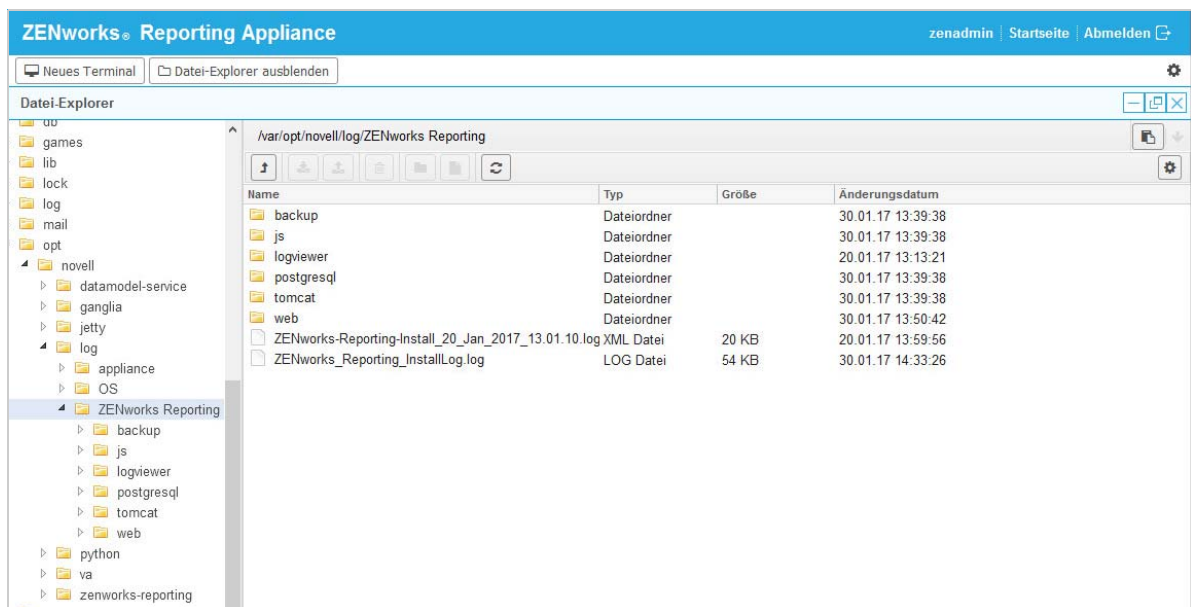 ZENworks® Reporting Appliance
zenadmin | Startseite | Abmelden
Neues Terminal
Datei-Explorer ausblenden
Datei-Explorer
db
games
lib
lock
log
mail
opt
novell
datamodel-service
ganglia
jetty
log
appliance
OS
ZENworks Reporting
backup
js
logviewer
postgresql
tomcat
web
python
va
zenworks-reporting
/var/opt/novell/log/ZENworks Reporting
Name Typ Größe Änderungsdatum
backup Dateiordner 30.01.17 13:39:38
js Dateiordner 30.01.17 13:39:38
logviewer Dateiordner 20.01.17 13:13:21
postgresql Dateiordner 30.01.17 13:39:38
tomcat Dateiordner 30.01.17 13:39:38
web Dateiordner 30.01.17 13:50:42
ZENworks-Reporting-Install_20_Jan_2017_13.01.10.log XML Datei 20 KB 20.01.17 13:59:56
ZENworks_Reporting_InstallLog.log LOG Datei 54 KB 30.01.17 14:33:26